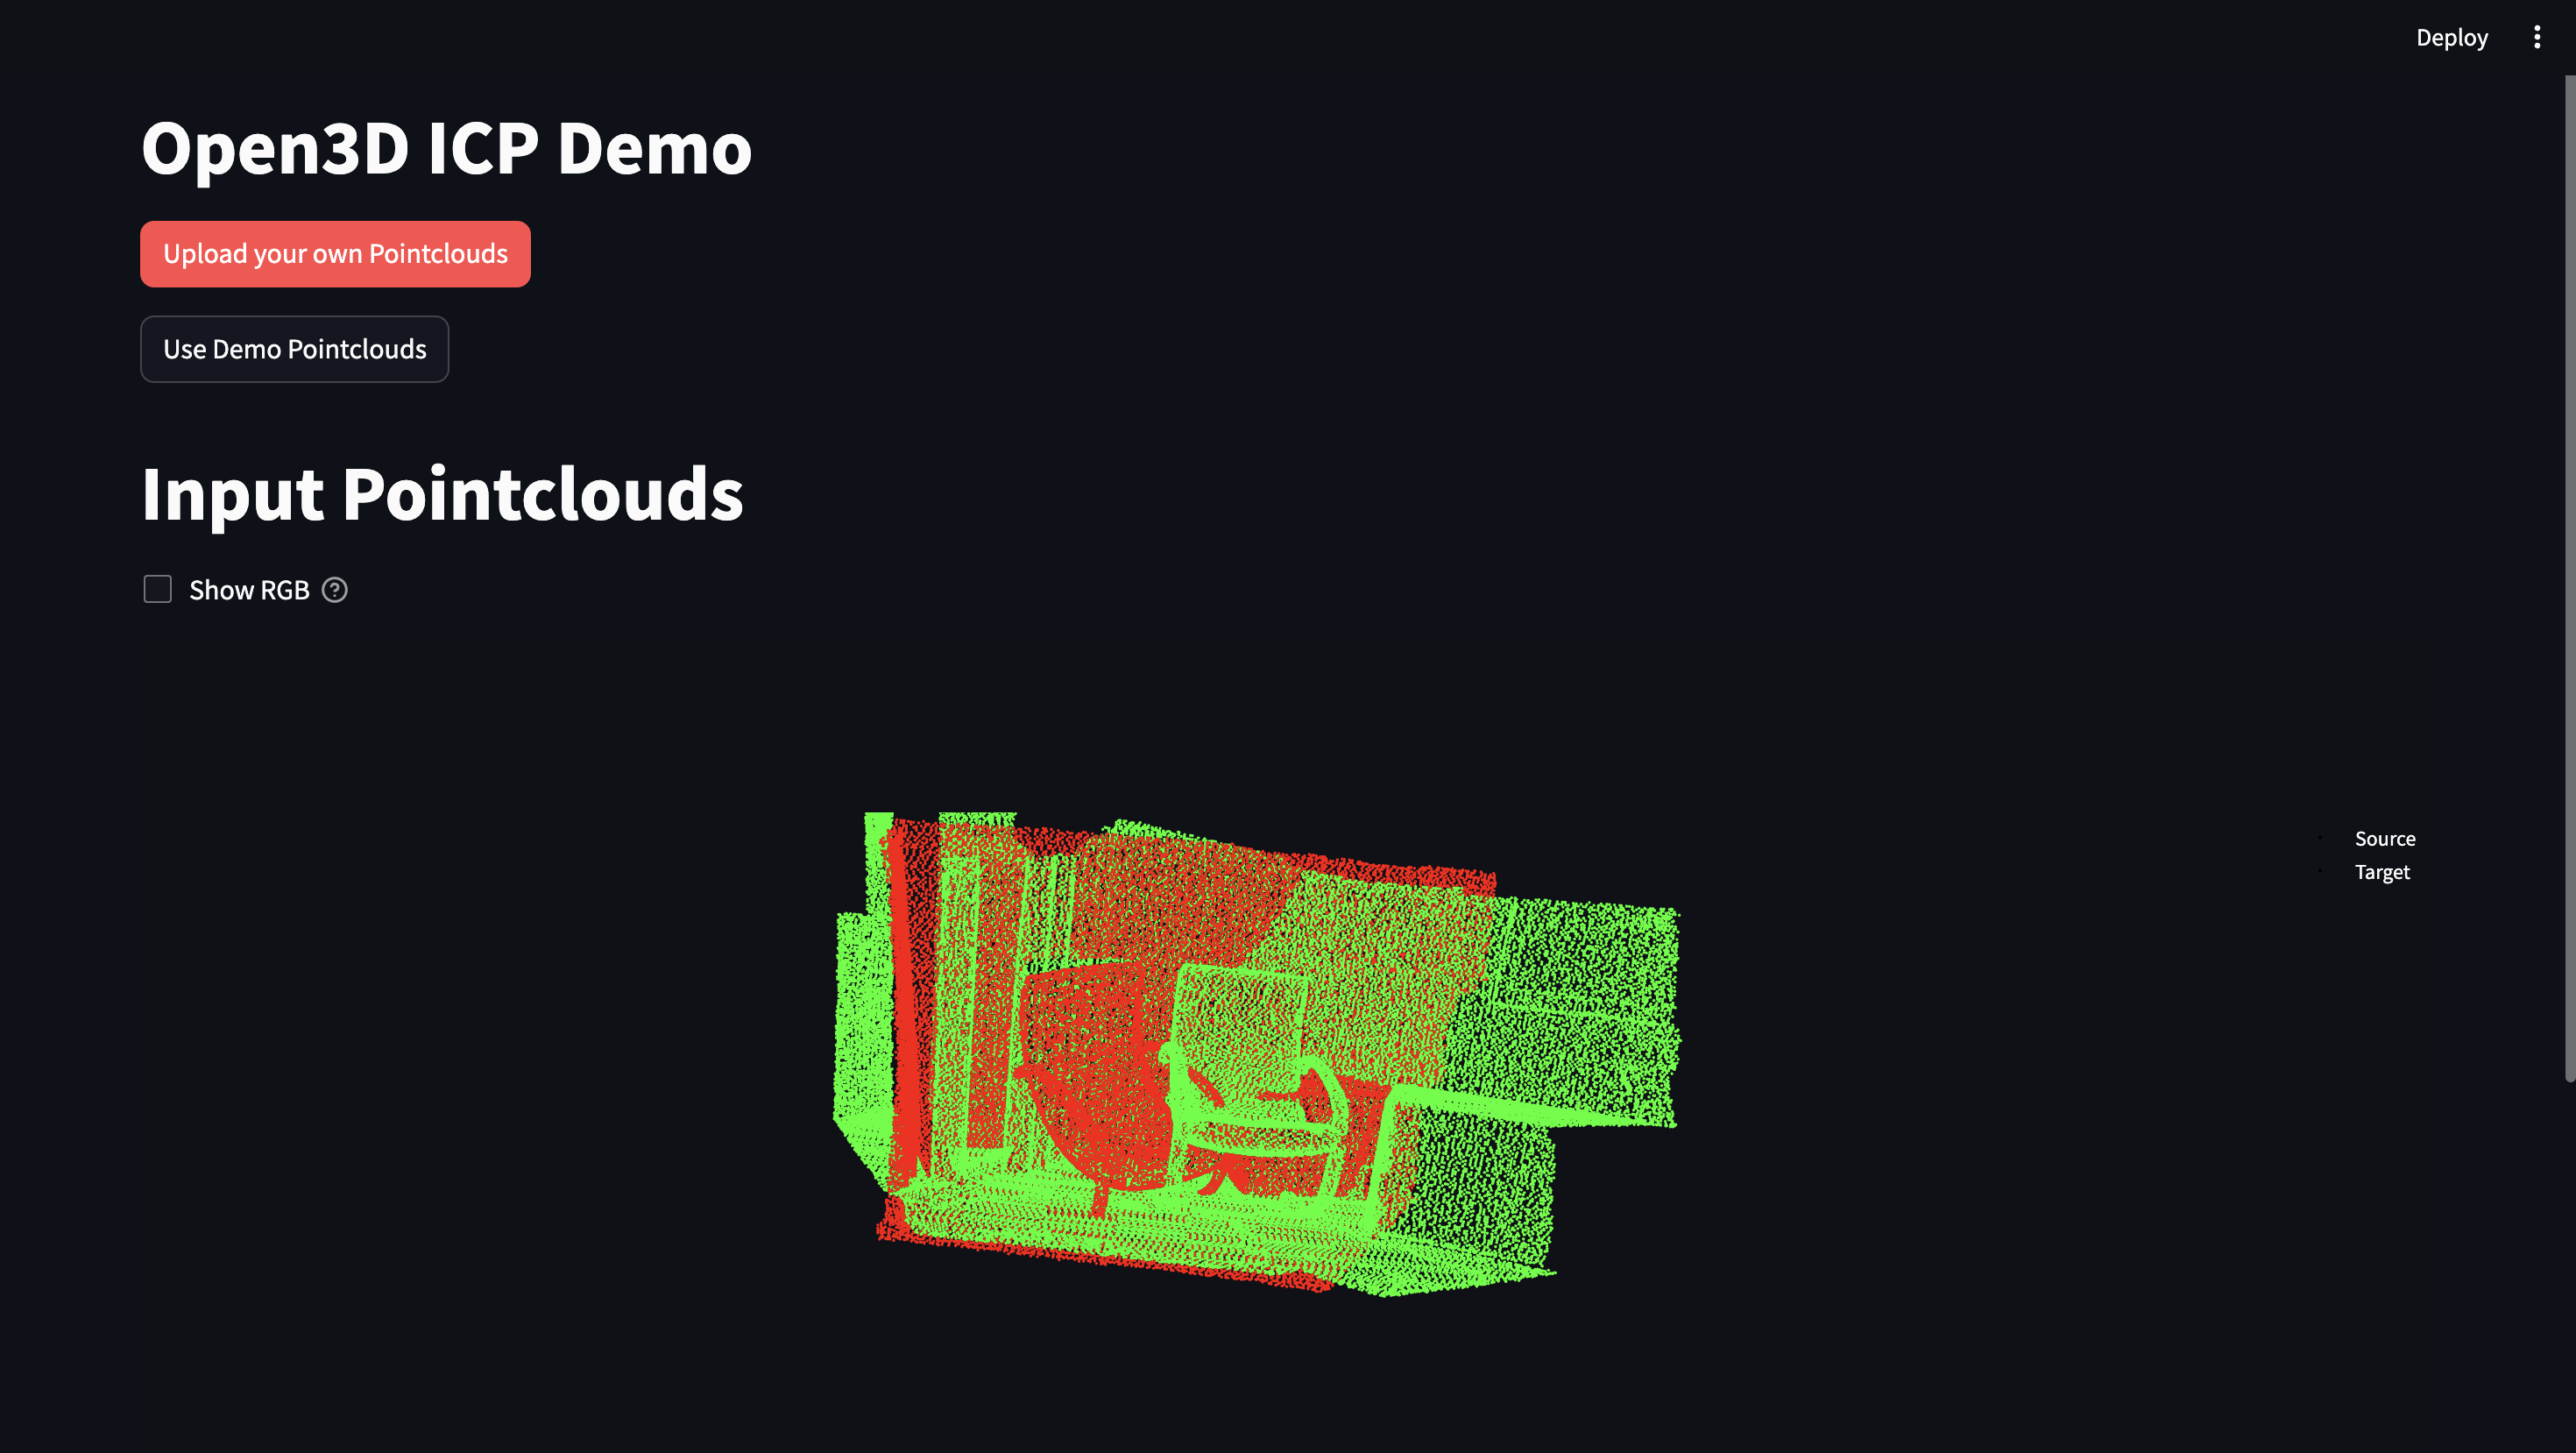 Deploy
Open3D ICP Demo
Upload your own Pointclouds
Use Demo Pointclouds
Input Pointclouds
Show RGB
Source
Target